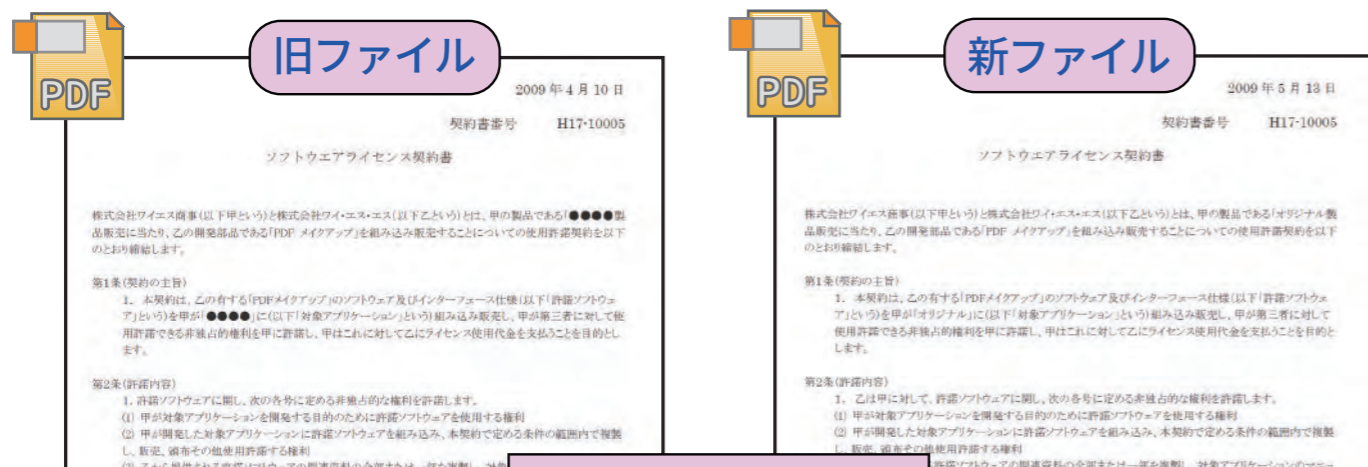 旧ファイル
PDF
2009 年 4 月 10 日
契約書番号 H17-10005
ソフトウエアライセンス契約書
株式会社ワイエス商事(以下甲という)と株式会社ワイ・エス・エス(以下乙という)とは、甲の製品である「●●●●製
品販売に当たり、乙の開発部品である「PDF メイクアップ」を組み込み販売することについての使用許諾契約を以下
のとおり締結します。
第1条(契約の主旨)
1. 本契約は、乙の有する「PDFメイクアップ」のソフトウェア及びインターフェース仕様(以下「許諾ソフトウェ
ア」という)を甲が「●●●●」に(以下「対象アプリケーション」という)組み込み販売し、甲が第三者に対して使
用許諾できる非独占的権利を甲に許諾し、甲はこれに対して乙にライセンス使用代金を支払うことを目的とし
ます。
第2条(許諾内容)
1. 許諾ソフトウェアに関し、次の各号に定める非独占的な権利を許諾します。
(1) 甲が対象アプリケーションを開発する目的のために許諾ソフトウェアを使用する権利
(2) 甲が開発した対象アプリケーションに許諾ソフトウェアを組み込み、本契約で定める条件の範囲内で複製
し、販売、頒布その他使用許諾する権利
新ファイル
PDF
2009 年 5 月 13 日
契約書番号 H17-10005
ソフトウエアライセンス契約書
株式会社ワイエス商事(以下甲という)と株式会社ワイ・エス・エス(以下乙という)とは、甲の製品である「オリジナル製
品販売に当たり、乙の開発部品である「PDF メイクアップ」を組み込み販売することについての使用許諾契約を以下
のとおり締結します。
第1条(契約の主旨)
1. 本契約は、乙の有する「PDFメイクアップ」のソフトウェア及びインターフェース仕様(以下「許諾ソフトウェ
ア」という)を甲が「オリジナル」に(以下「対象アプリケーション」という)組み込み販売し、甲が第三者に対して
使用許諾できる非独占的権利を甲に許諾し、甲はこれに対して乙にライセンス使用代金を支払うことを目的と
します。
第2条(許諾内容)
1. 乙は甲に対して、許諾ソフトウェアに関し、次の各号に定める非独占的な権利を許諾します。
(1) 甲が対象アプリケーションを開発する目的のために許諾ソフトウェアを使用する権利
(2) 甲が開発した対象アプリケーションに許諾ソフトウェアを組み込み、本契約で定める条件の範囲内で複製
し、販売、頒布その他使用許諾する権利